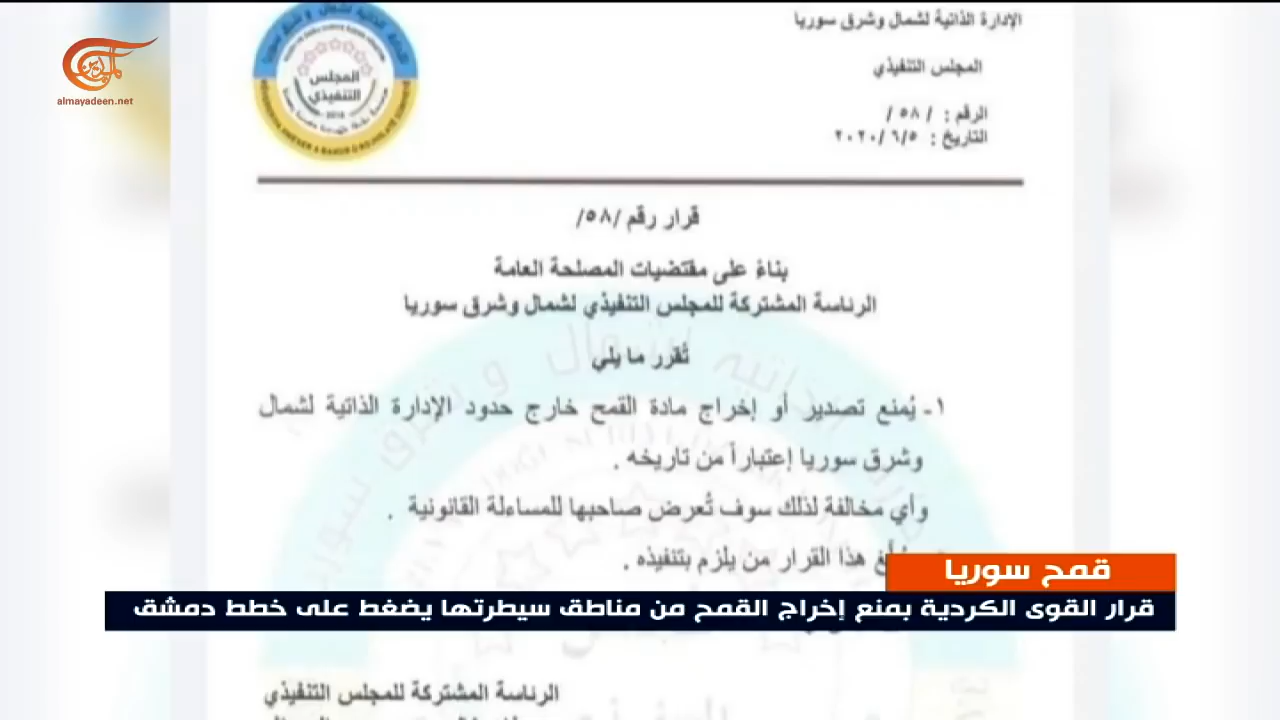 الإدارة الذاتية لشمال وشرق سوريا
المجلس التنفيذي
الرقم : / ٥٨ /
التاريخ : ٢٠٢٠/٦/٥
الميادين
almayadeen.net
المجلس
التنفيذي
قرار رقم /٥٨/
بناءً على مقتضيات المصلحة العامة
الرئاسة المشتركة للمجلس التنفيذي لشمال وشرق سوريا
تُقرر ما يلي
١- يُمنع تصدير أو إخراج مادة القمح خارج حدود الإدارة الذاتية لشمال
وشرق سوريا إعتباراً من تاريخه .
وأي مخالفة لذلك سوف تُعرض صاحبها للمساءلة القانونية .
هذا القرار من يلزم بتنفيذه .
قمح سوريا
قرار القوى الكردية بمنع إخراج القمح من مناطق سيطرتها يضغط على خطط دمشق
الرئاسة المشتركة للمجلس التنفيذي